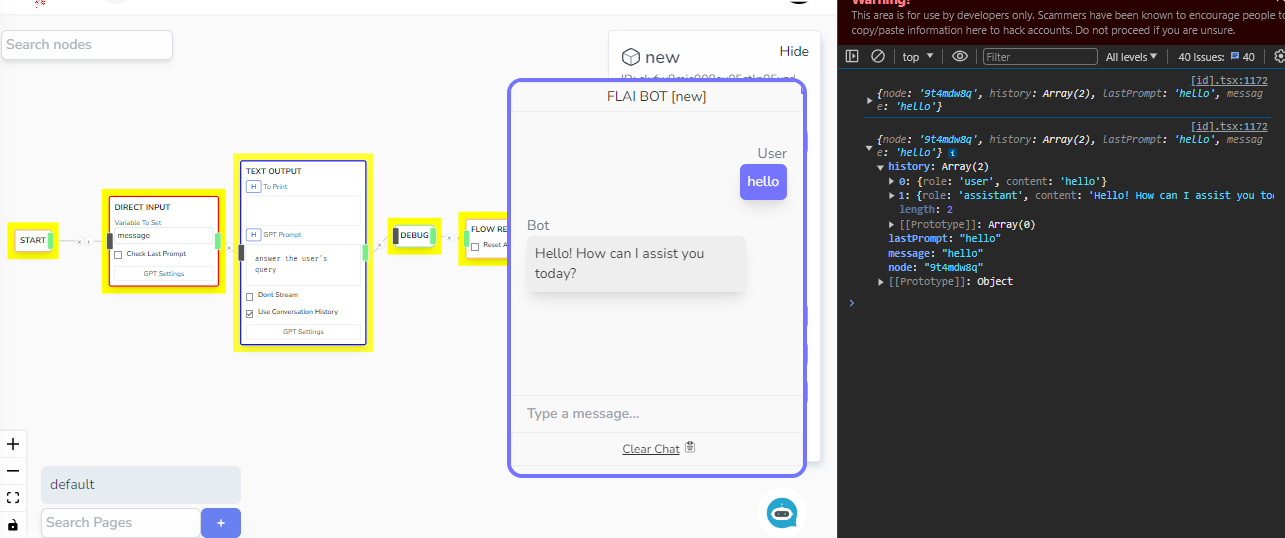 Search nodes
new
Hide
START
DIRECT INPUT
Variable To Set
message
Check Last Prompt
GPT Settings
TEXT OUTPUT
H To Print
H GPT Prompt
answer the user's
query
Dont Stream
Use Conversation History
GPT Settings
DEBUG
FLOW RE
Reset A
FLAI BOT [new]
User
hello
Bot
Hello! How can I assist you
today?
Type a message...
Clear Chat
default
Search Pages
+
Warning!
This area is for use by developers only. Scammers have been known to encourage people to
copy/paste information here to hack accounts. Do not proceed if you are unsure.
top
Filter
All levels
40 Issues: 40
[id].tsx:1172
{node: '9t4mdw8q', history: Array(2), lastPrompt: 'hello', messag
e: 'hello'}
[id].tsx:1172
{node: '9t4mdw8q', history: Array(2), lastPrompt: 'hello', messag
e: 'hello'} i
history: Array(2)
0: {role: 'user', content: 'hello'}
1: {role: 'assistant', content: 'Hello! How can I assist you to
length: 2
[[Prototype]]: Array(0)
lastPrompt: "hello"
message: "hello"
node: "9t4mdw8q"
[[Prototype]]: Object